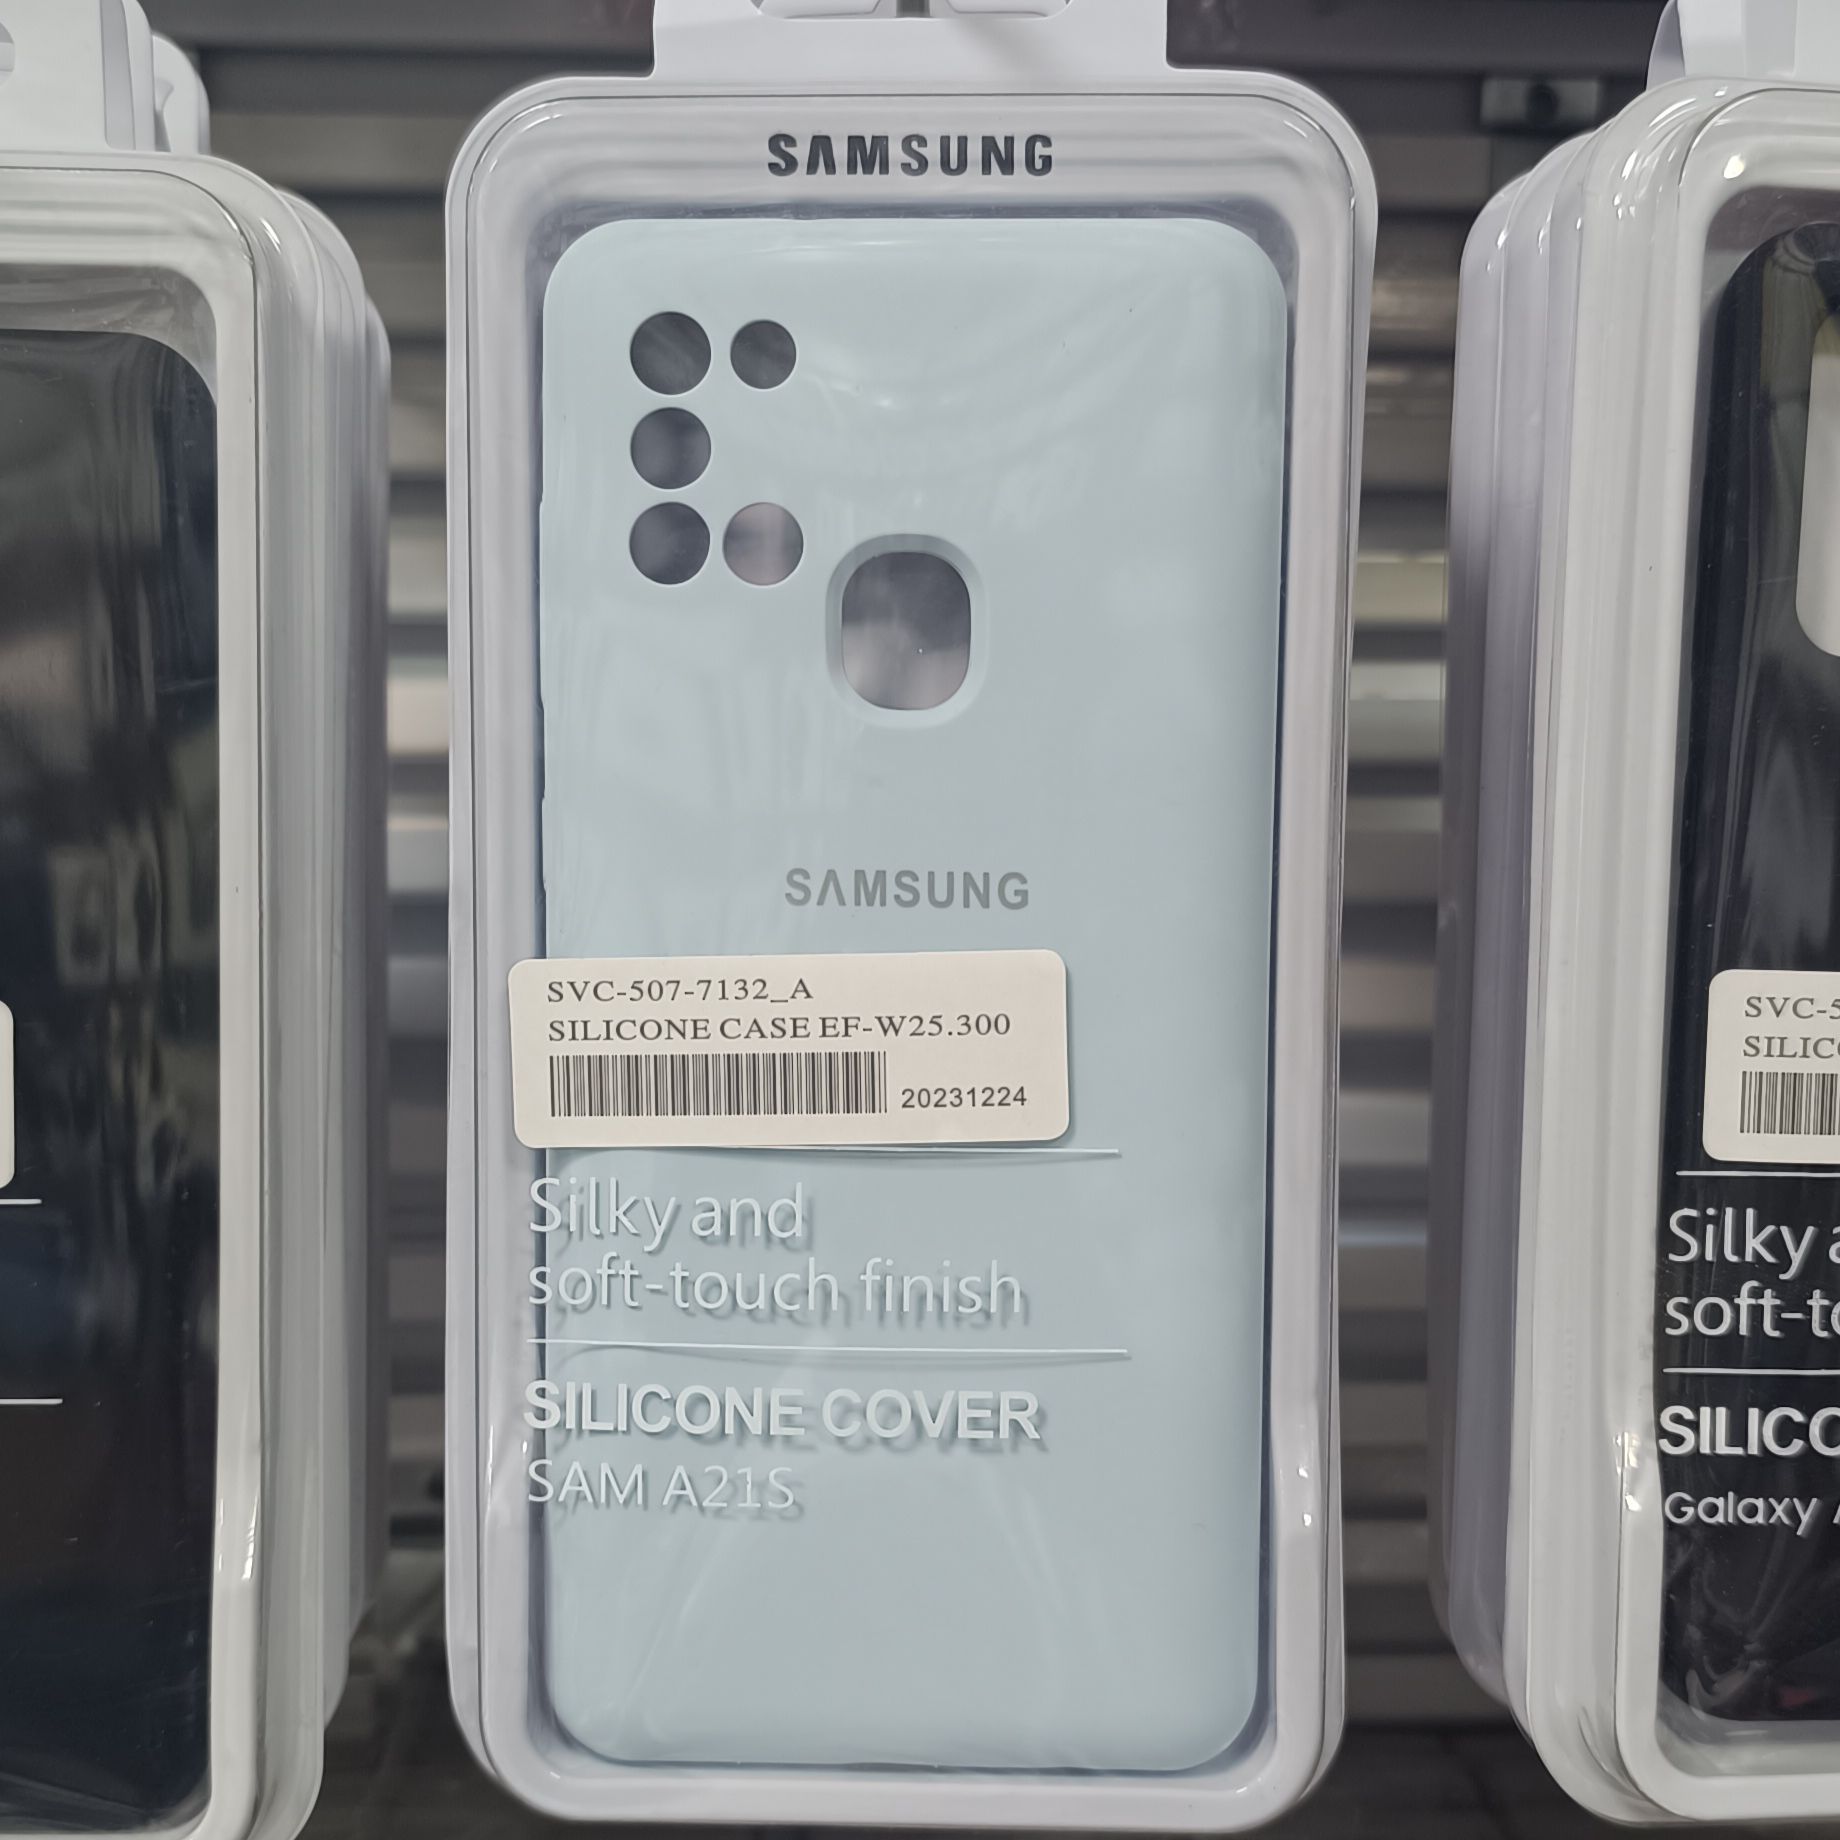 SAMSUNG
SAMSUNG
SVC-507-7132_A
SILICONE CASE EF-W25.300
20231224
Silky and
soft-touch finish
SILICONE COVER
SAM A21S
SVC-5
SILIC
Silky a
soft-to
SILICO
Galaxy